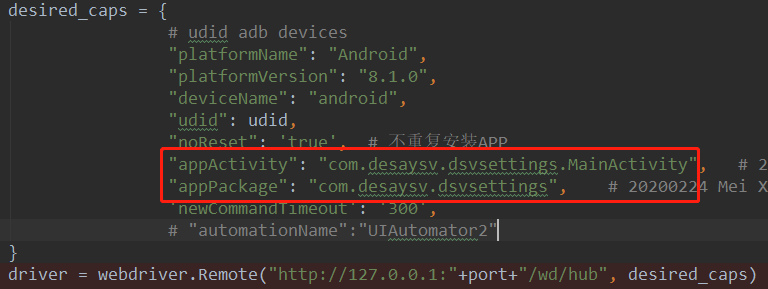 desired_caps = {
# udid adb devices
"platformName": "Android",
"platformVersion": "8.1.0",
"deviceName": "android",
"udid": udid,
"noReset": 'true', # 不重复安装APP
"appActivity": "com.desaysv.dsvsettings.MainActivity", # 2
"appPackage": "com.desaysv.dsvsettings", # 20200224 Mei X
'newCommandTimeout': '300',
# "automationName":"UIAutomator2"
}
driver = webdriver.Remote("http://127.0.0.1:"+port+"/wd/hub", desired_caps)